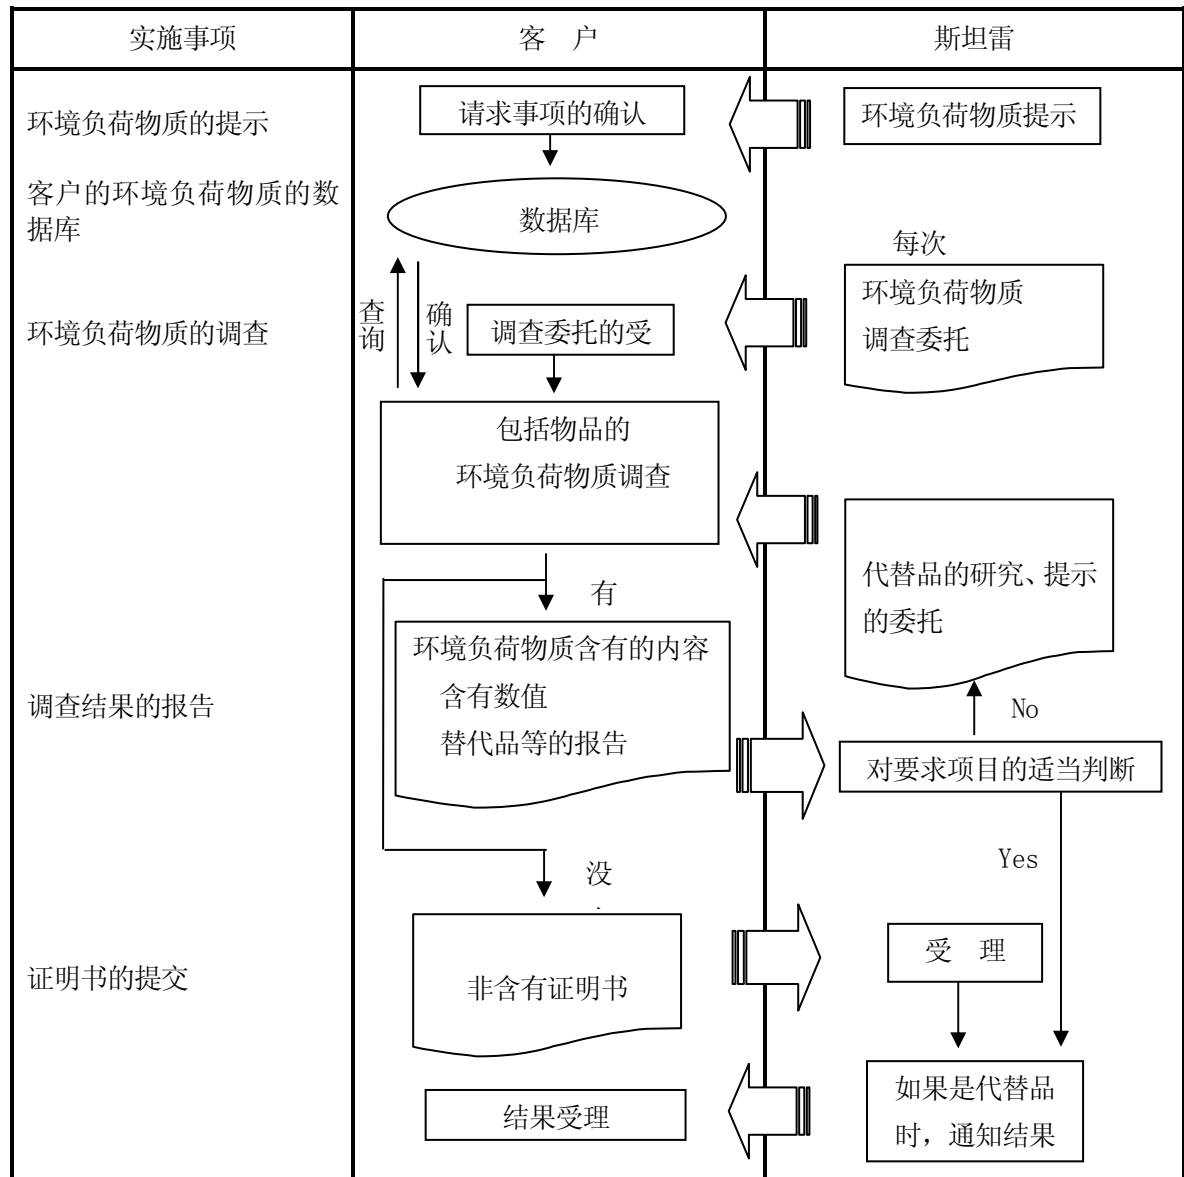 实施事项
客 户
斯坦雷
环境负荷物质的提示
请求事项的确认
环境负荷物质提示
客户的环境负荷物质的数
据库
数据库
每次
环境负荷物质
调查委托
环境负荷物质的调查
查询
确认
调查委托的受
包括物品的
环境负荷物质调查
代替品的研究、提示
的委托
有
环境负荷物质含有的内容
含有数值
替代品等的报告
调查结果的报告
No
对要求项目的适当判断
Yes
没
证明书的提交
非含有证明书
受 理
如果是代替品
时，通知结果
结果受理